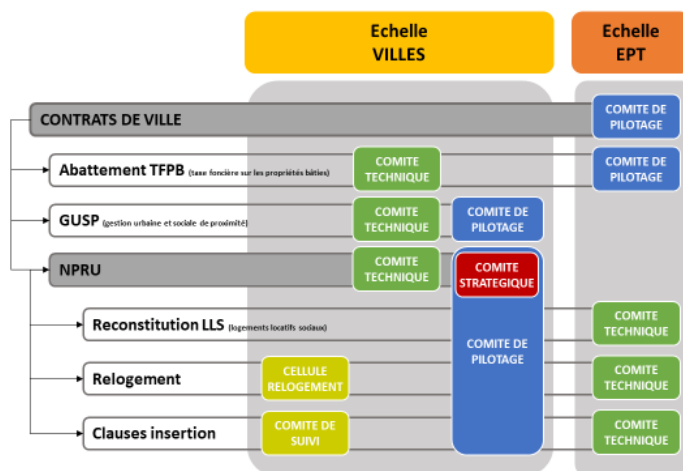 Echelle
VILLES
Echelle
EPT
CONTRATS DE VILLE
COMITE DE
PILOTAGE
Abattement TFPB (taxe foncière sur les propriétés bâties)
COMITE
TECHNIQUE
COMITE DE
PILOTAGE
GUSP (gestion urbaine et sociale de proximité)
COMITE
TECHNIQUE
COMITE DE
PILOTAGE
NPRU
COMITE
TECHNIQUE
COMITE
STRATEGIQUE
COMITE DE
PILOTAGE
Reconstitution LLS (logements locatifs sociaux)
COMITE
TECHNIQUE
Relogement
CELLULE
RELOGEMENT
COMITE
TECHNIQUE
Clauses insertion
COMITE DE
SUIVI
COMITE
TECHNIQUE